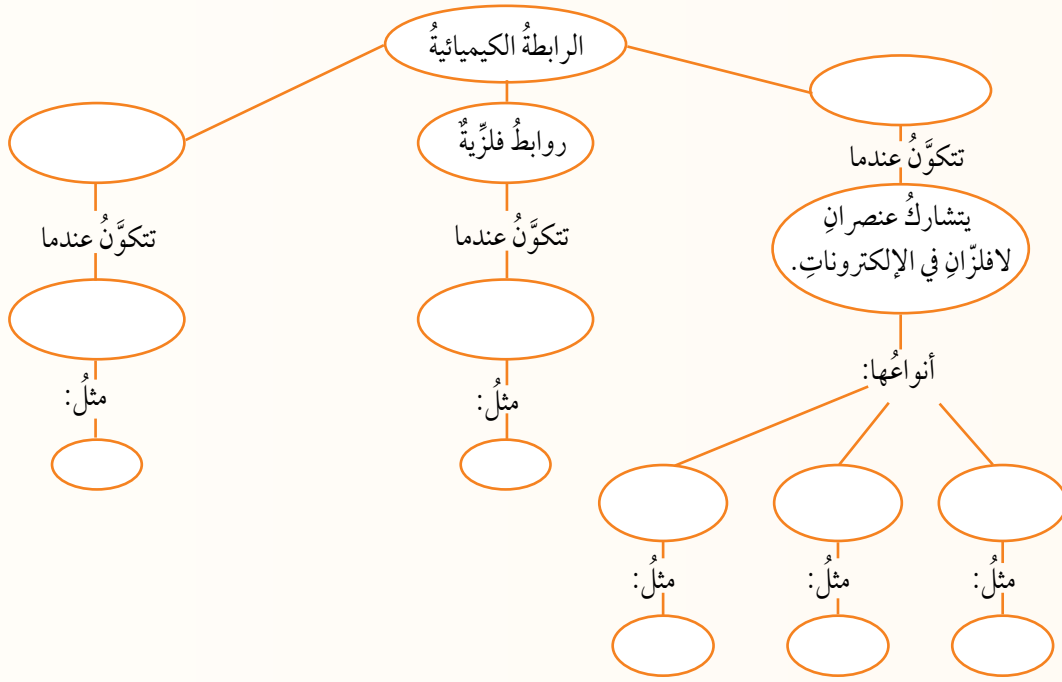 الرابطةُ الكيميائيةُ
روابطُ فلزِّيةٌ
تتكوَّنُ عندما
يتشاركُ عنصرانِ
لافلزّانِ في الإلكتروناتِ.
أنواعُها:
مثلُ:
مثلُ:
مثلُ:
تتكوَّنُ عندما
مثلُ:
تتكوَّنُ عندما
مثلُ: